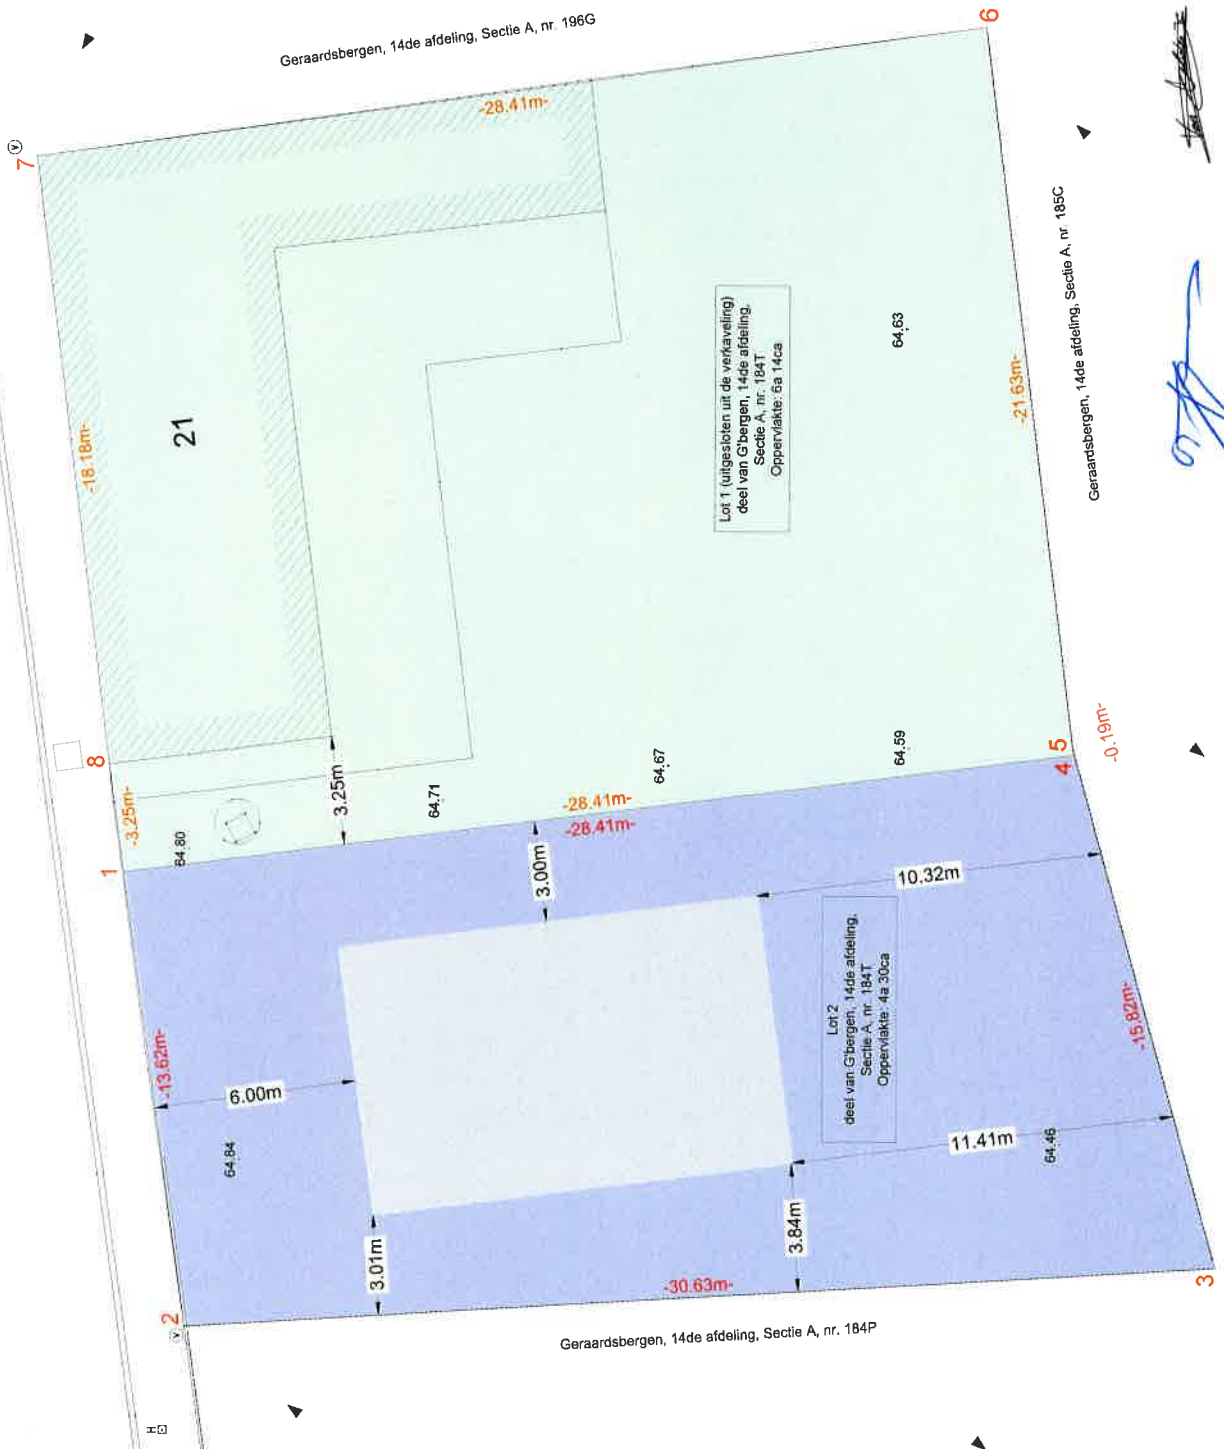 Geraardsbergen, 14de afdeling, Sectie A, nr. 196G
6
7
V
-28.41m-
-18.18m-
21
Lot 1 (uitgesloten uit de verkaveling)
deel van G'bergen, 14de afdeling,
Sectie A, nr. 184T
Oppervlakte: 6a 14ca
64.63
-21.63m-
Geraardsbergen, 14de afdeling, Sectie A, nr. 185C
8
-3.25m-
3.25m
64.80
64.71
64.67
64.59
1
-28.41m-
-28.41m-
4 5
-0.19m-
3.00m
10.32m
-13.62m-
6.00m
64.84
Lot 2
deel van G'bergen, 14de afdeling,
Sectie A, nr. 184T
Oppervlakte: 4a 30ca
-15.82m-
11.41m
64.46
3.01m
3.84m
-30.63m-
2
V
3
Geraardsbergen, 14de afdeling, Sectie A, nr. 184P
H